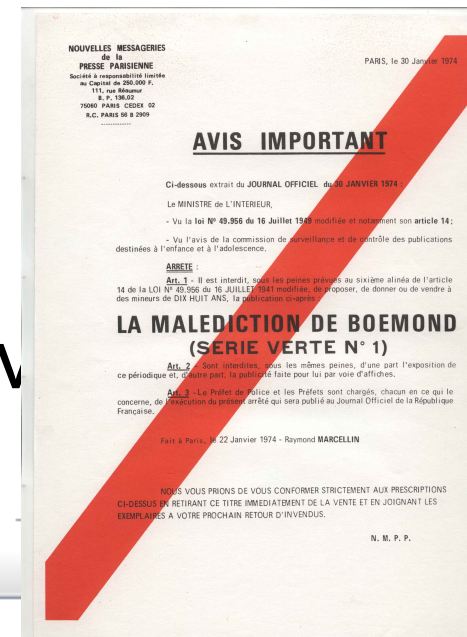 NOUVELLES MESSAGERIES
de la
PRESSE PARISIENNE
Société à responsabilité limitée
au Capital de 250.000 F.
111, rue Réaumur
B. P. 136.02
75060 PARIS CEDEX 02
R.C. PARIS 56 B 2909
PARIS, le 30 Janvier 1974
AVIS IMPORTANT
Ci-dessous extrait du JOURNAL OFFICIEL du 30 JANVIER 1974 :
Le MINISTRE de L'INTERIEUR,
- Vu la loi N° 49.956 du 16 Juillet 1949 modifiée et notamment son article 14;
- Vu l'avis de la commission de surveillance et de contrôle des publications
destinées à l'enfance et à l'adolescence.
ARRETE :
Art. 1 - Il est interdit, sous les peines prévues au sixième alinéa de l'article
14 de la LOI N° 49.956 du 16 JUILLET 1941 modifiée, de proposer, de donner ou de vendre à
des mineurs de DIX HUIT ANS, la publication ci-après :
LA MALEDICTION DE BOEMOND
(SERIE VERTE N° 1)
Art. 2 - Sont interdites, sous les mêmes peines, d'une part l'exposition de
ce périodique et, d'autre part, la publicité faite pour lui par voie d'affiches.
Art. 3 - Le Préfet de Police et les Préfets sont chargés, chacun en ce qui le
concerne, de l'exécution du présent arrêté qui sera publié au Journal Officiel de la République
Française.
Fait à Paris, le 22 Janvier 1974 - Raymond MARCELLIN
NOUS VOUS PRIONS DE VOUS CONFORMER STRICTEMENT AUX PRESCRIPTIONS
CI-DESSUS EN RETIRANT CE TITRE IMMEDIATEMENT DE LA VENTE ET EN JOIGNANT LES
EXEMPLAIRES A VOTRE PROCHAIN RETOUR D'INVENDUS.
N. M. P. P.